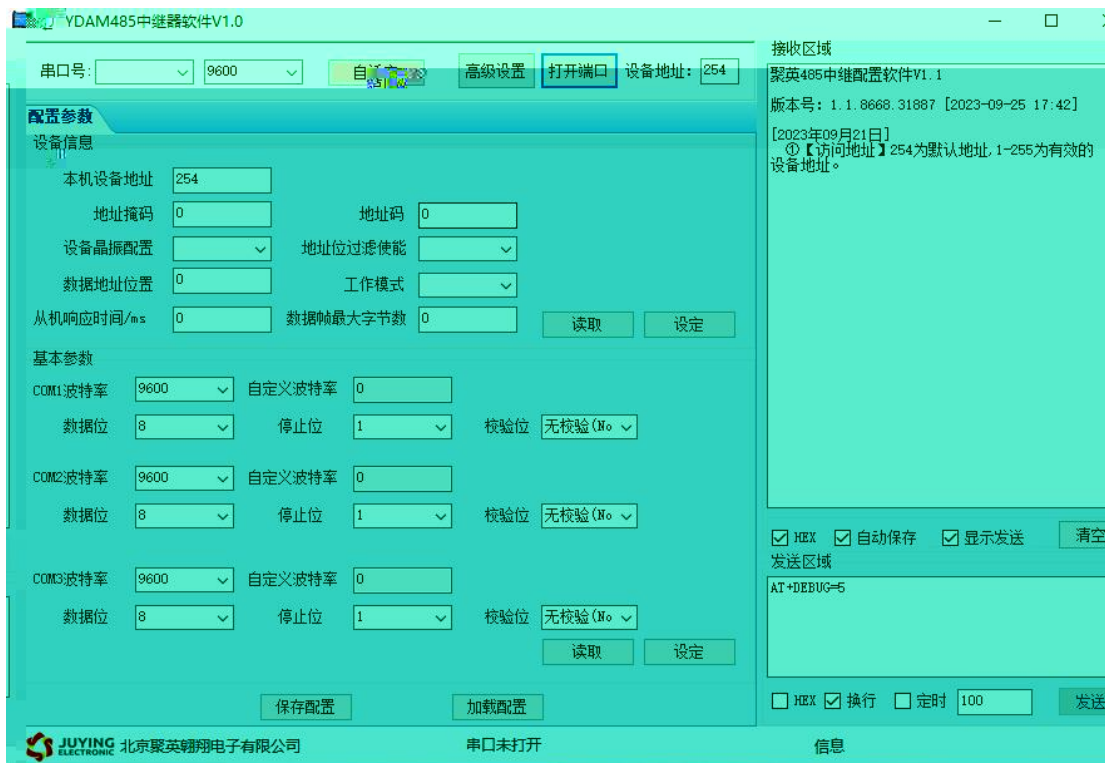 YDAM485中继器软件V1.0
串口号: 9600 高级设置 打开端口 设备地址: 254
配置参数
设备信息
本机设备地址 254
地址掩码 0 地址码 0
设备晶振配置 地址位过滤使能
数据地址位置 0 工作模式
从机响应时间/ms 0 数据帧最大字节数 0 读取 设定
基本参数
COM1波特率 9600 自定义波特率 0
数据位 8 停止位 1 校验位 无校验(No
COM2波特率 9600 自定义波特率 0
数据位 8 停止位 1 校验位 无校验(No
COM3波特率 9600 自定义波特率 0
数据位 8 停止位 1 校验位 无校验(No
读取 设定
保存配置 加载配置
接收区域
聚英485中继配置软件V1.1
版本号: 1.1.8668.31887 [2023-09-25 17:42]
[2023年09月21日]
①【访问地址】254为默认地址,1-255为有效的
设备地址。
HEX 自动保存 显示发送 清空
发送区域
AT+DEBUG=5
HEX 换行 定时 100 发送
JUYING
ELECTRONIC
北京聚英翱翔电子有限公司 串口未打开 信息